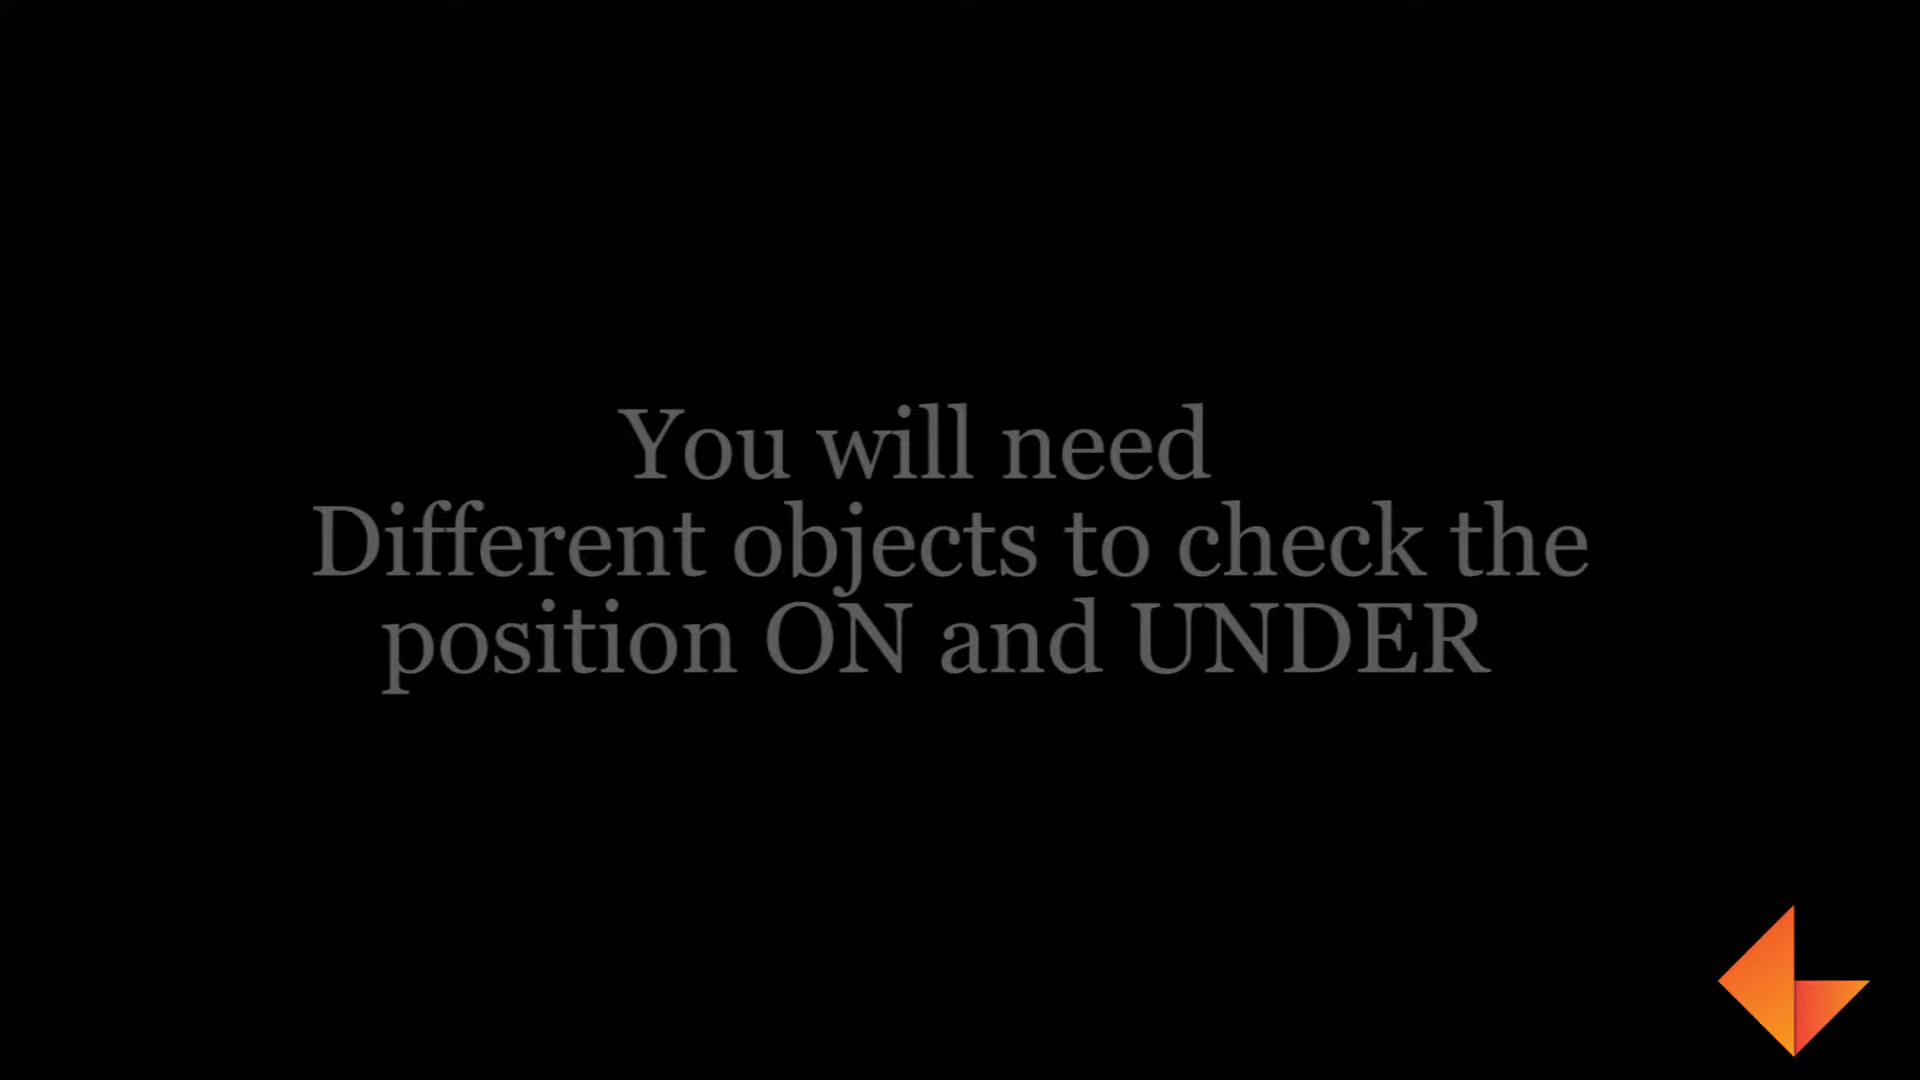 You will need
Different objects to check the
position ON and UNDER